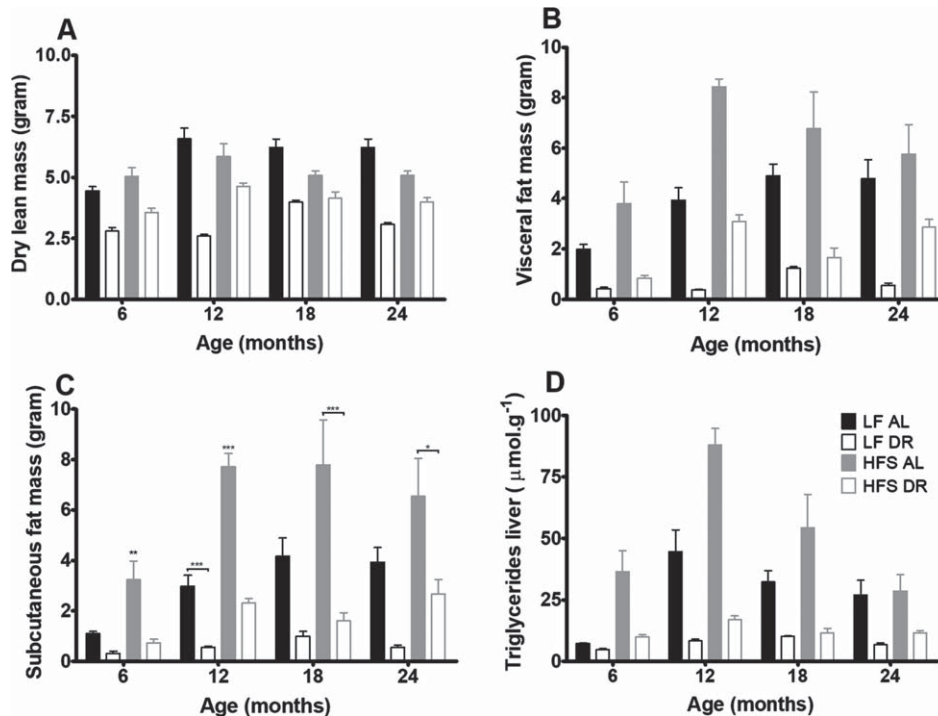 A
Dry lean mass (gram)
10.0
7.5
5.0
2.5
0.0
6 12 18 24
Age (months)
B
Visceral fat mass (gram)
10
8
6
4
2
0
6 12 18 24
Age (months)
C
Subcutaneous fat mass (gram)
10
8
6
4
2
0
** *** *** *** *
6 12 18 24
Age (months)
D
Triglycerides liver ( μmol.g⁻¹)
100
75
50
25
0
LF AL
LF DR
HFS AL
HFS DR
6 12 18 24
Age (months)